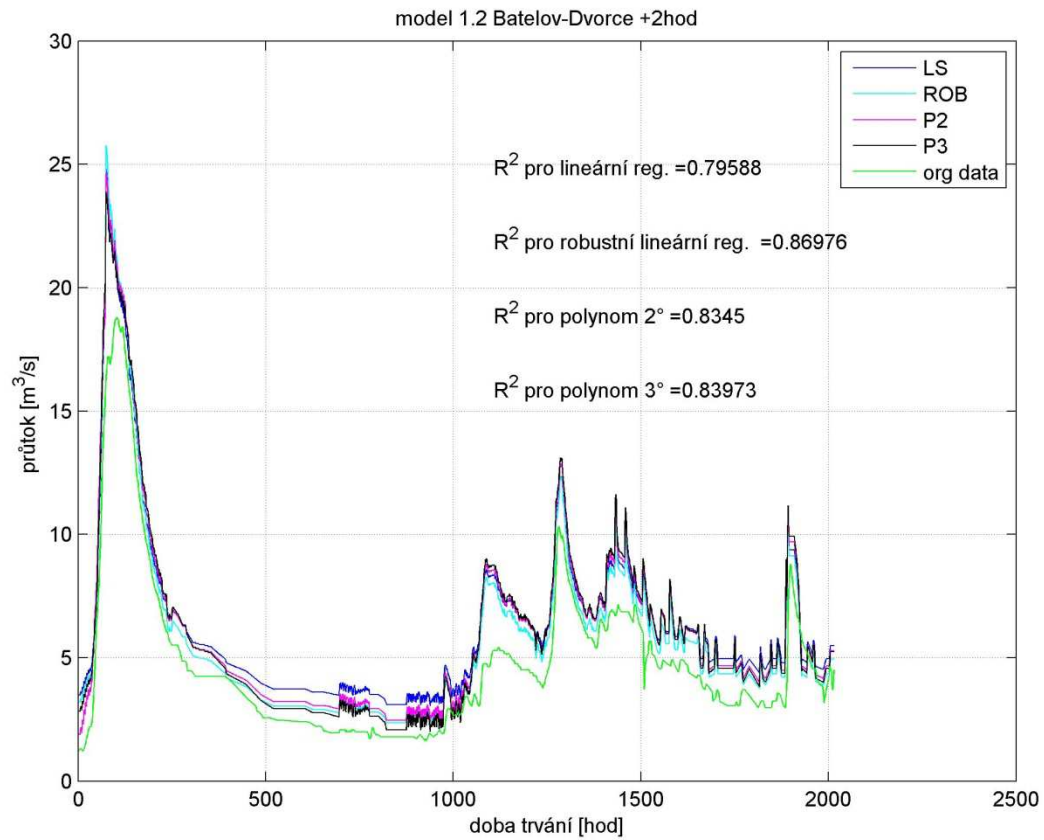 model 1.2 Batelov-Dvorce +2hod
30
25
20
15
10
5
0
průtok [m³/s]
LS
ROB
P2
P3
org data
R² pro lineární reg. =0.79588
R² pro robustní lineární reg.  =0.86976
R² pro polynom 2° =0.8345
R² pro polynom 3° =0.83973
0 500 1000 1500 2000 2500
doba trvání [hod]